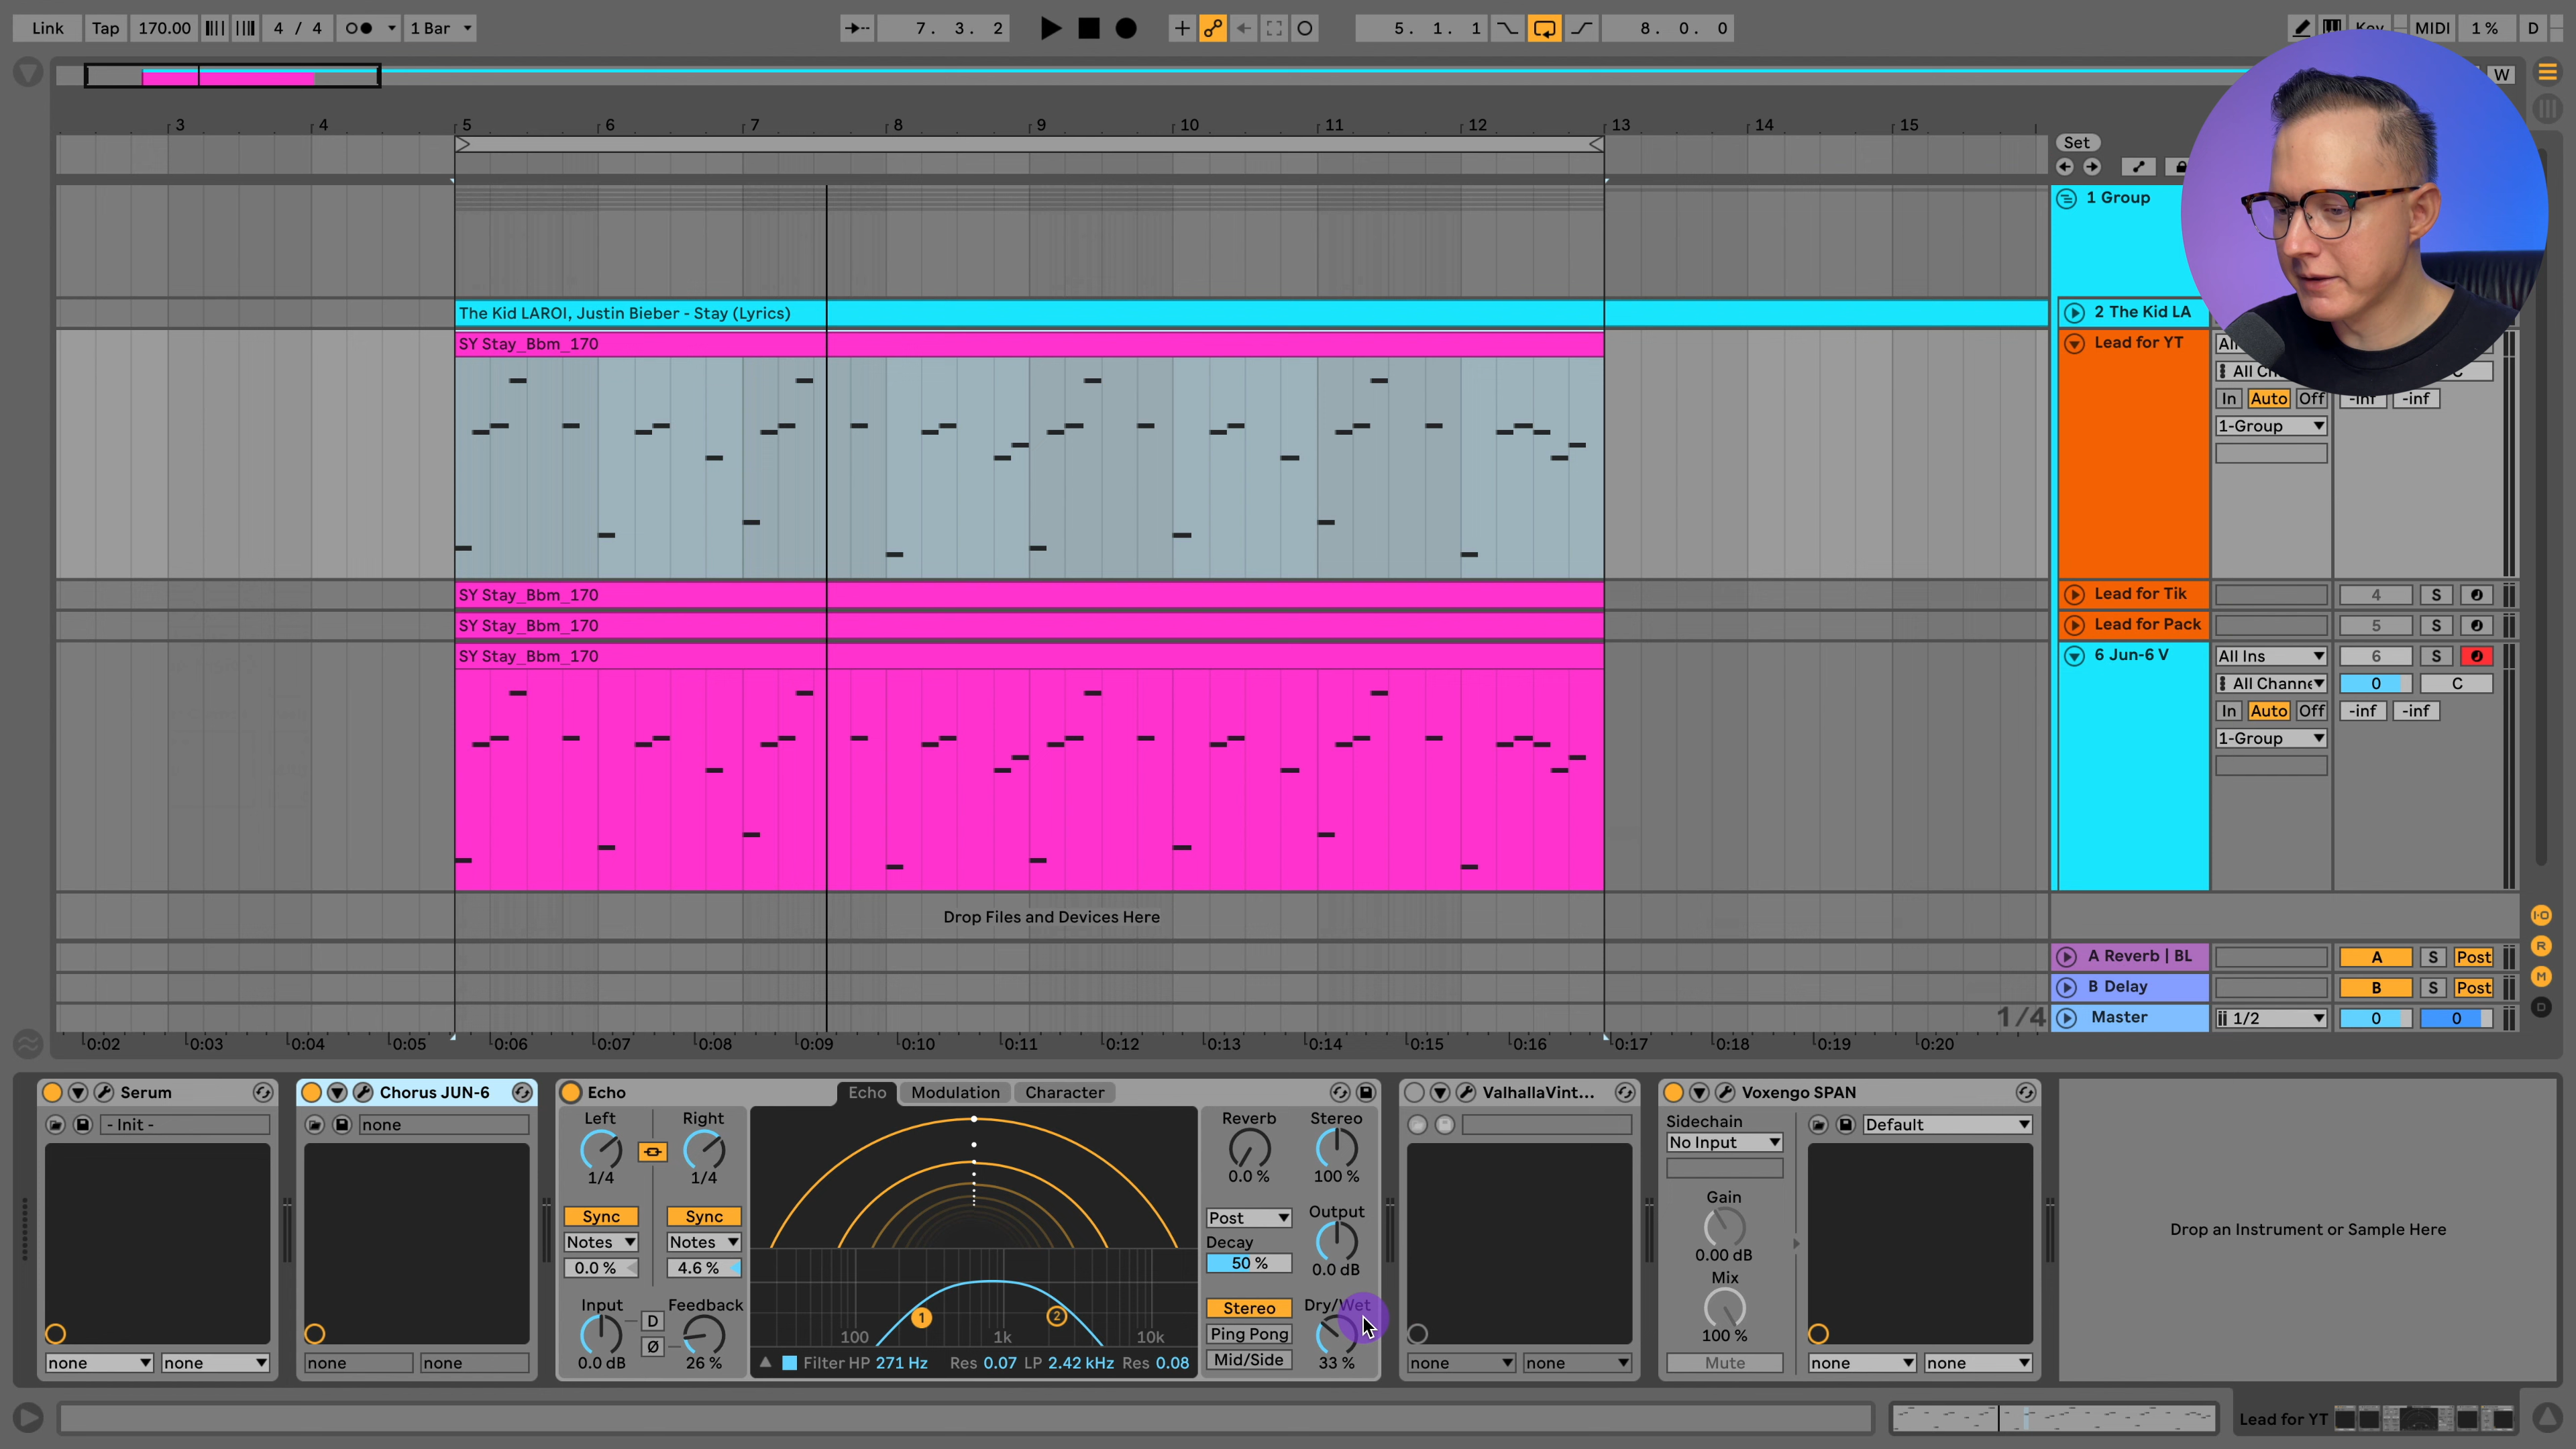 Link Tap 170.00 4 / 4 1 Bar 7. 3. 2 5. 1. 1 8. 0. 0 Key MIDI 1 % D
W
3 4 5 6 7 8 9 10 11 12 13 14 15
Set
1 Group
The Kid LAROI, Justin Bieber - Stay (Lyrics) 2 The Kid LA
SY Stay_Bbm_170 Lead for YT
In Auto Off -inf -inf
1-Group
SY Stay_Bbm_170 Lead for Tik 4 S
SY Stay_Bbm_170 Lead for Pack 5 S
SY Stay_Bbm_170 6 Jun-6 V All Ins 6 S
All Channe 0 C
In Auto Off -inf -inf
1-Group
Drop Files and Devices Here
A Reverb | BL A S Post
B Delay B S Post
1/4 Master 1/2 0 0
0:02 0:03 0:04 0:05 0:06 0:07 0:08 0:09 0:10 0:11 0:12 0:13 0:14 0:15 0:16 0:17 0:18 0:19 0:20
I·O
R
M
D
Serum
- Init -
none none
Chorus JUN-6
none
none none
Echo Echo Modulation Character
Left Right
1/4 1/4
Sync Sync
Notes Notes
0.0 % 4.6 %
Input D Feedback
0.0 dB Ø 26 %
100 1k 10k
1 2
Filter HP 271 Hz Res 0.07 LP 2.42 kHz Res 0.08
Reverb Stereo
0.0 % 100 %
Post Output
Decay
50 % 0.0 dB
Stereo Dry/Wet
Ping Pong
Mid/Side 33 %
ValhallaVint...
none none
Voxengo SPAN
Sidechain Default
No Input
Gain
0.00 dB
Mix
100 %
Mute none none
Drop an Instrument or Sample Here
Lead for YT